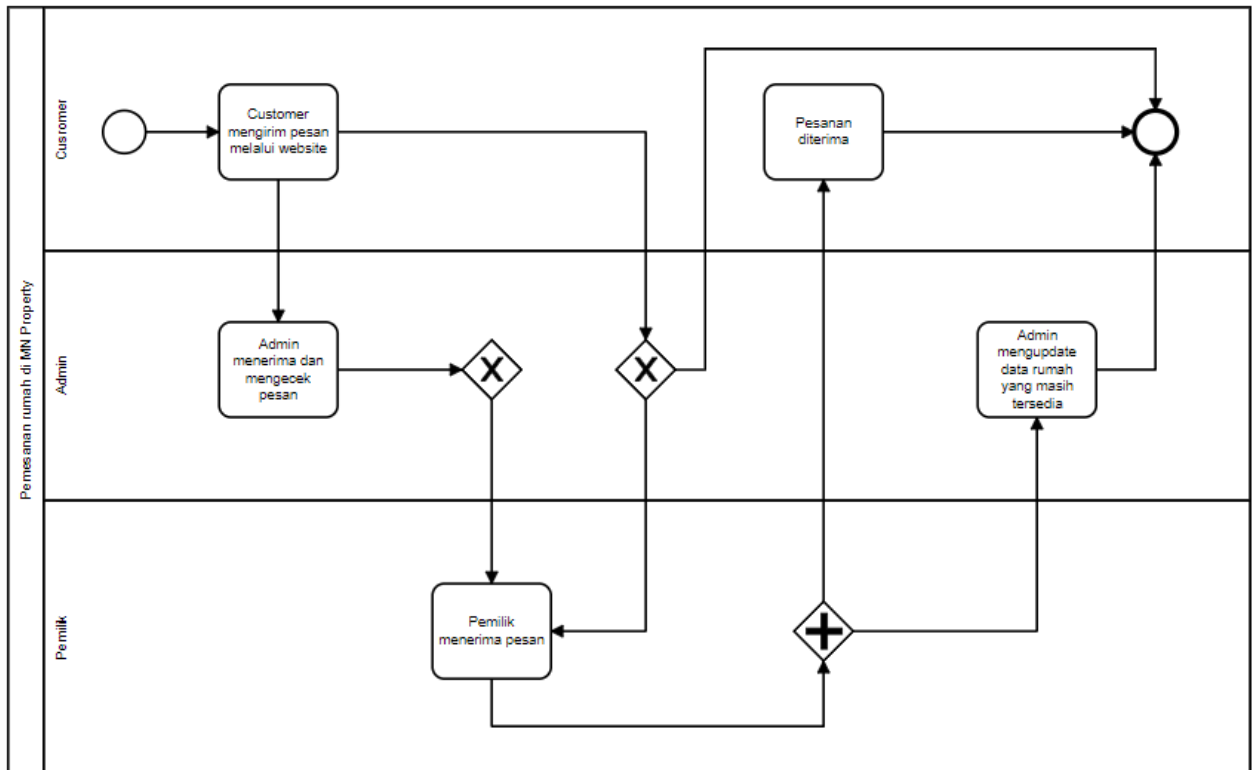 Pemesanan rumah di MN Property
Cusromer
Customer
mengirim pesan
melalui website
Pesanan
diterima
Admin
Admin
menerima dan
mengecek
pesan
X
X
Admin
mengupdate
data rumah
yang masih
tersedia
Pemilik
Pemilik
menerima pesan